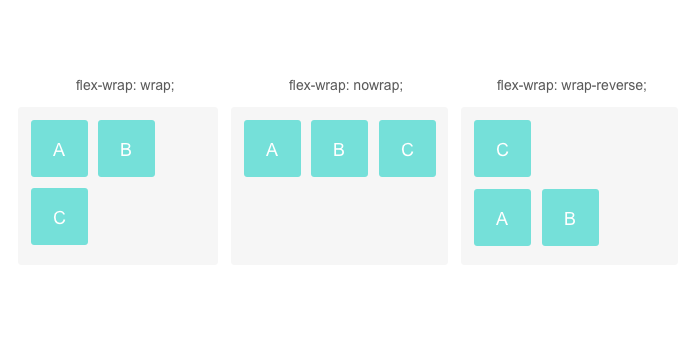 flex-wrap: wrap;
A B
C
flex-wrap: nowrap;
A B C
flex-wrap: wrap-reverse;
C
A B